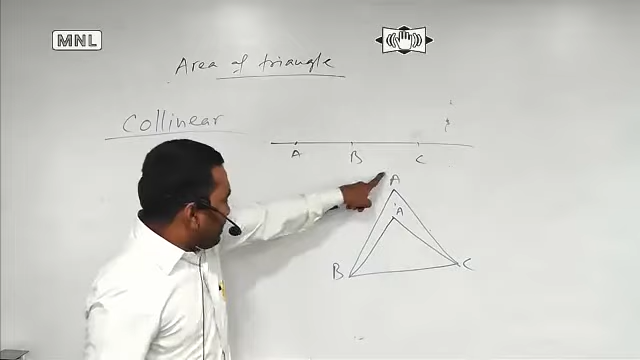 MNL
Area of triangle
Collinear
A B C
A
A
B C